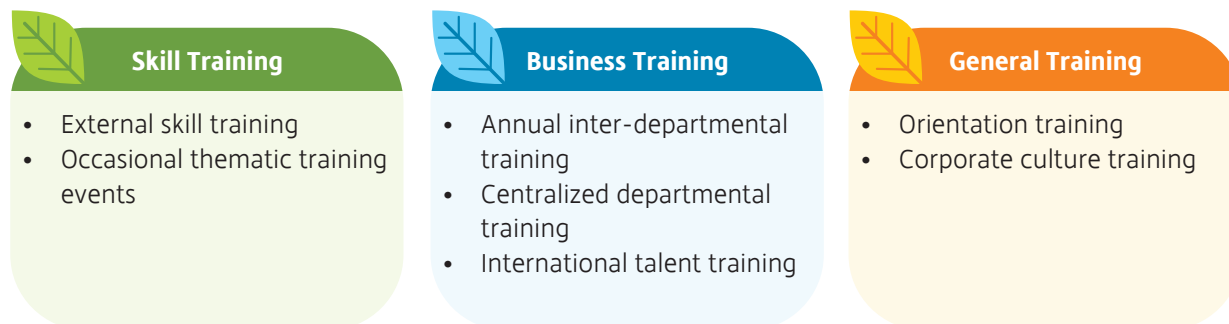 Skill Training
• External skill training
• Occasional thematic training
events
Business Training
• Annual inter-departmental
training
• Centralized departmental
training
• International talent training
General Training
• Orientation training
• Corporate culture training